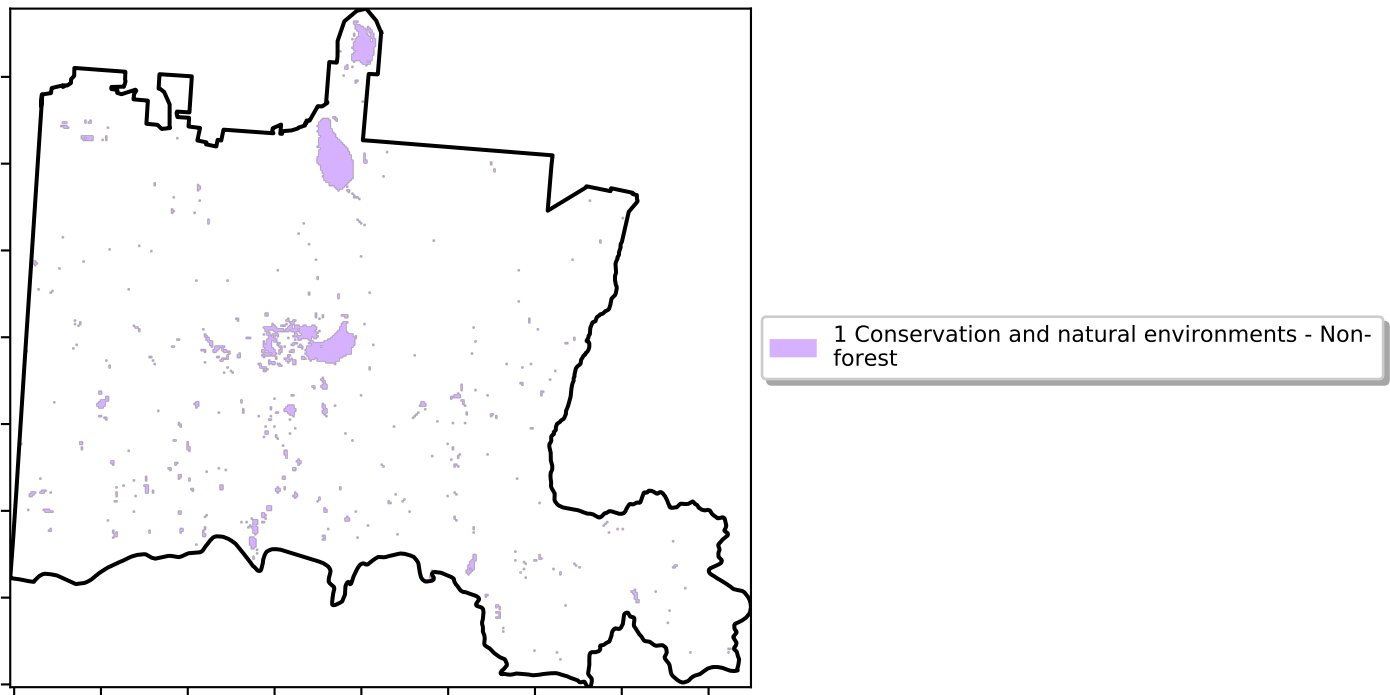 1 Conservation and natural environments - Non-
forest